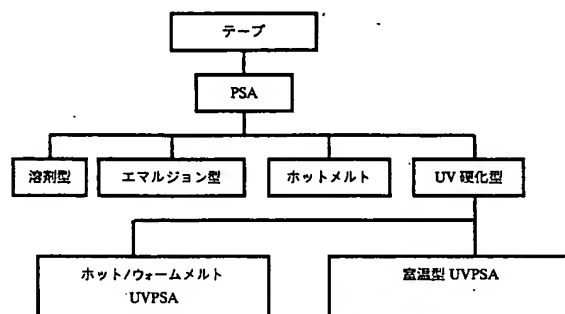 テープ
PSA
溶剤型
エマルジョン型
ホットメルト
UV 硬化型
ホット/ウォームメルト
UVPSA
室温型 UVPSA